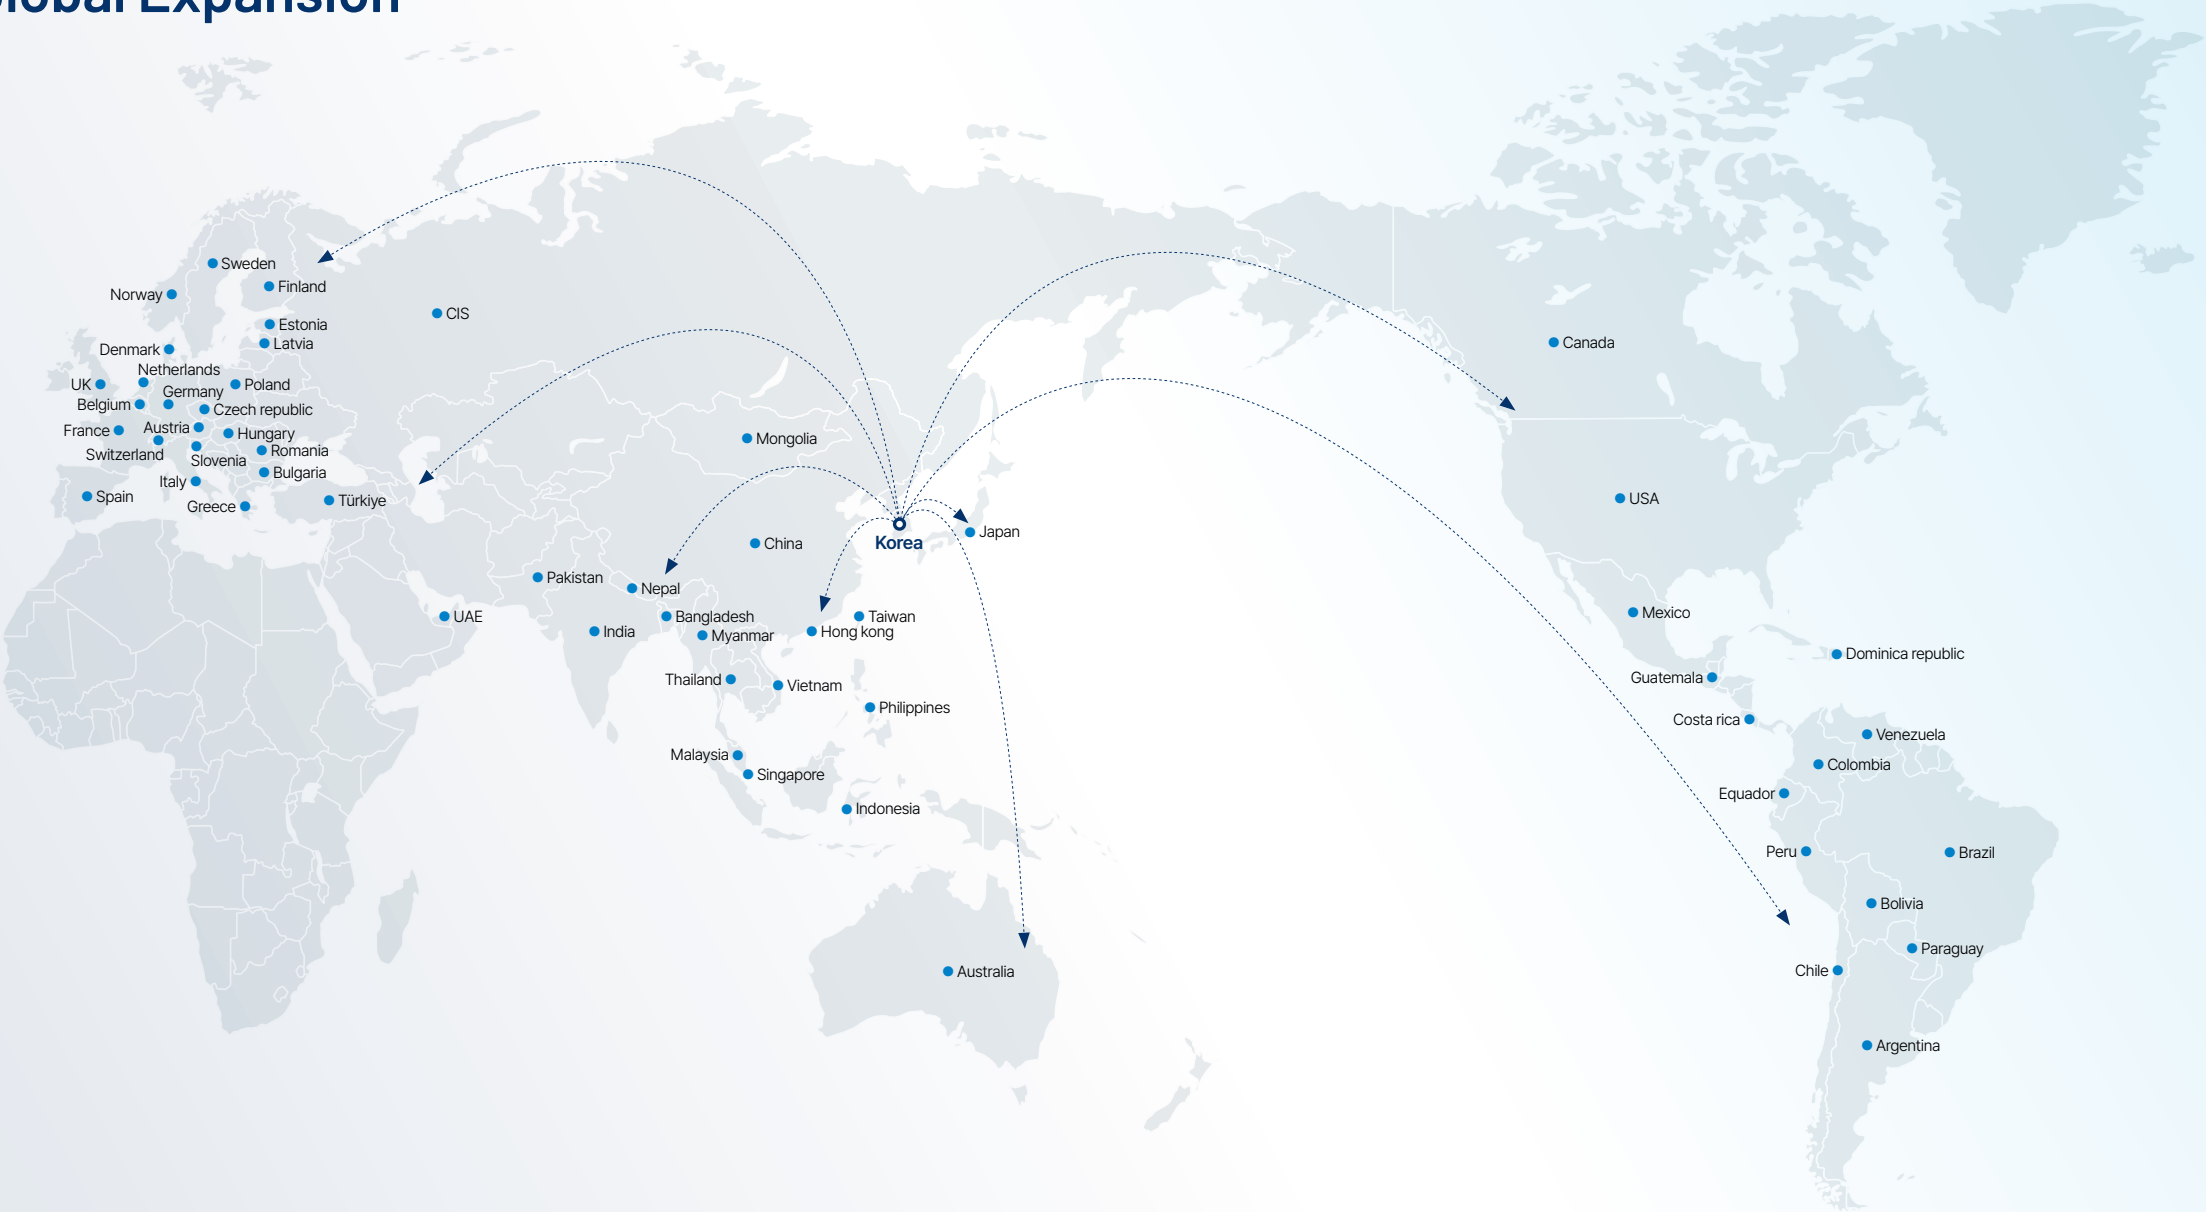 Global Expansion
Sweden
Finland
Norway
CIS
Estonia
Latvia
Denmark
Netherlands
UK
Poland
Germany
Belgium
Czech republic
France
Austria
Hungary
Switzerland
Slovenia
Romania
Bulgaria
Italy
Spain
Greece
Türkiye
Mongolia
China
Korea
Japan
Pakistan
Nepal
UAE
India
Bangladesh
Myanmar
Taiwan
Hong kong
Thailand
Vietnam
Philippines
Malaysia
Singapore
Indonesia
Australia
Canada
USA
Mexico
Dominica republic
Guatemala
Costa rica
Venezuela
Colombia
Equador
Peru
Brazil
Bolivia
Paraguay
Chile
Argentina